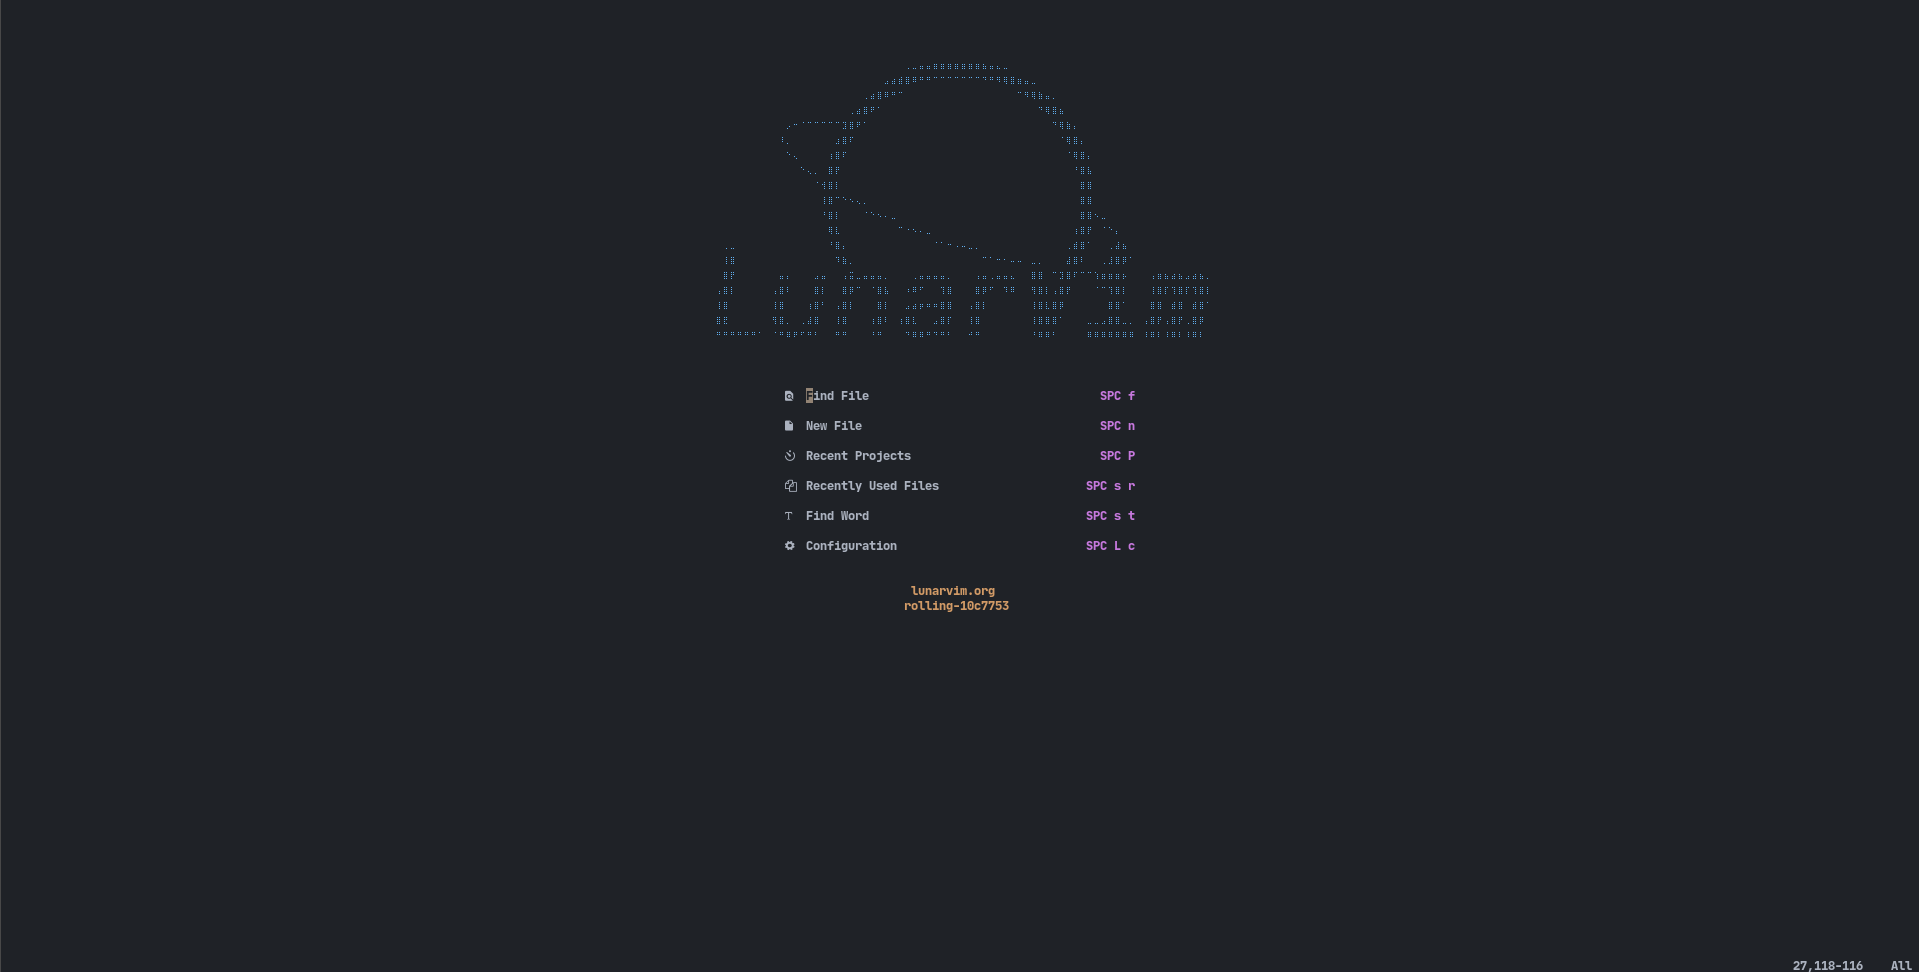 LunarVim
Find File SPC f
New File SPC n
Recent Projects SPC P
Recently Used Files SPC s r
Find Word SPC s t
Configuration SPC L c
lunarvim.org
rolling-10c7753
27,118-116 All